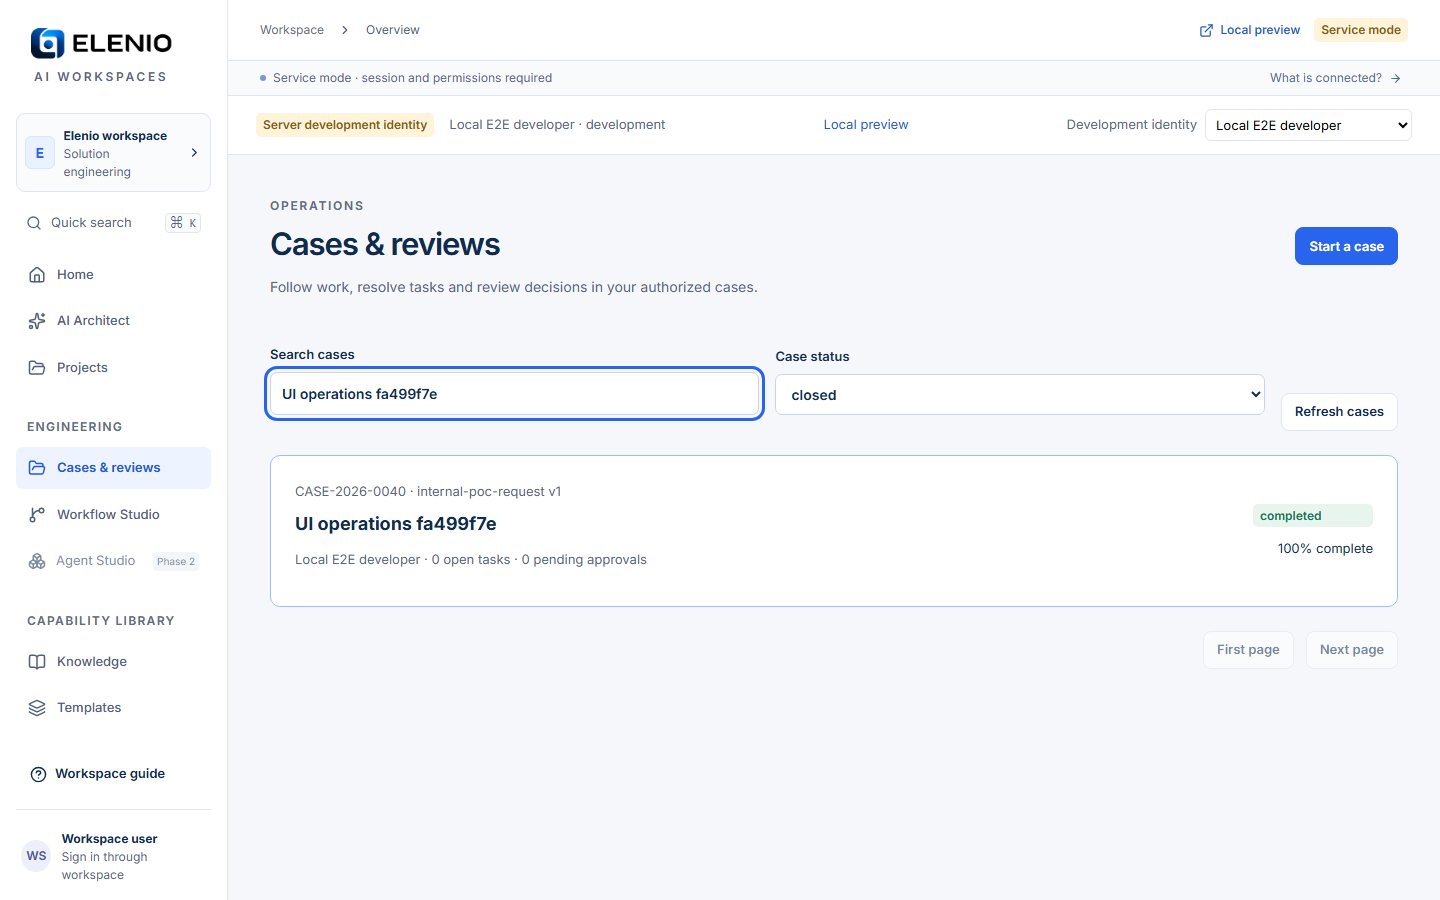 ELENIO
AI WORKSPACES
E
Elenio workspace
Solution
engineering
Quick search
⌘ K
Home
AI Architect
Projects
ENGINEERING
Cases & reviews
Workflow Studio
Agent Studio
Phase 2
CAPABILITY LIBRARY
Knowledge
Templates
Workspace guide
WS
Workspace user
Sign in through
workspace
Workspace
Overview
Local preview
Service mode
Service mode · session and permissions required
What is connected? →
Server development identity
Local E2E developer · development
Local preview
Development identity
Local E2E developer
OPERATIONS
Cases & reviews
Start a case
Follow work, resolve tasks and review decisions in your authorized cases.
Search cases
UI operations fa499f7e
Case status
closed
Refresh cases
CASE-2026-0040 · internal-poc-request v1
UI operations fa499f7e
Local E2E developer · 0 open tasks · 0 pending approvals
completed
100% complete
First page
Next page